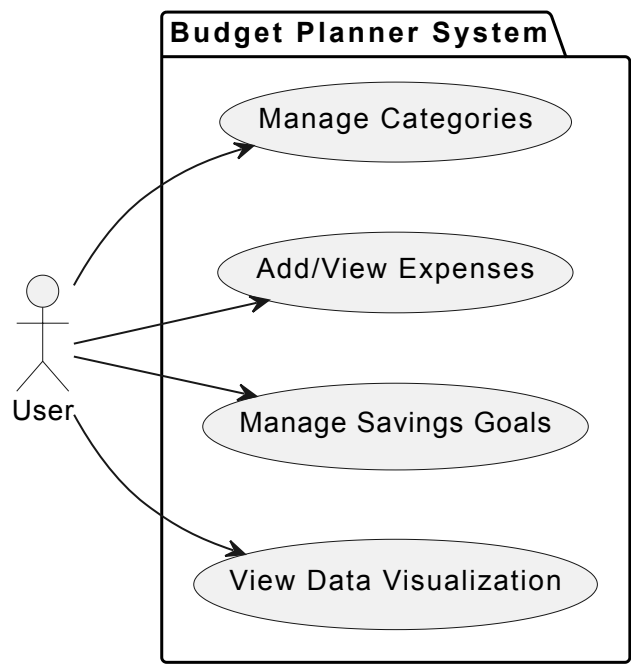 Budget Planner System
Manage Categories
Add/View Expenses
User
Manage Savings Goals
View Data Visualization